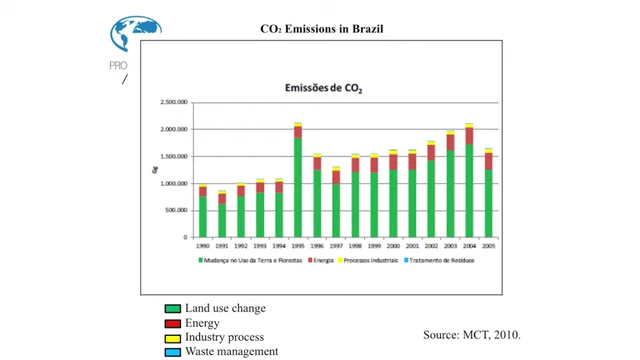 CO₂ Emissions in Brazil
PRO
/
Emissões de CO₂
Gg
2.500.000
2.000.000
1.500.000
1.000.000
500.000
0
1990 1991 1992 1993 1994 1995 1996 1997 1998 1999 2000 2001 2002 2003 2004 2005
Mudança no Uso da Terra e Florestas Energia Processos Industriais Tratamento de Resíduos
Land use change
Energy
Industry process
Waste management
Source: MCT, 2010.